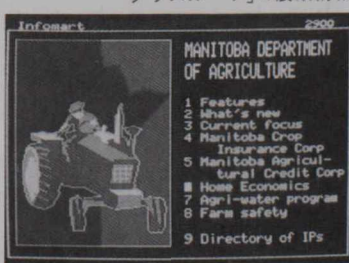 Infomart 2900
MANITOBA DEPARTMENT
OF AGRICULTURE
1 Features
2 What's new
3 Current focus
4 Manitoba Crop
Insurance Corp
5 Manitoba Agricul-
tural Credit Corp
■ Home Economics
7 Agri-water program
8 Farm safety
9 Directory of IPs